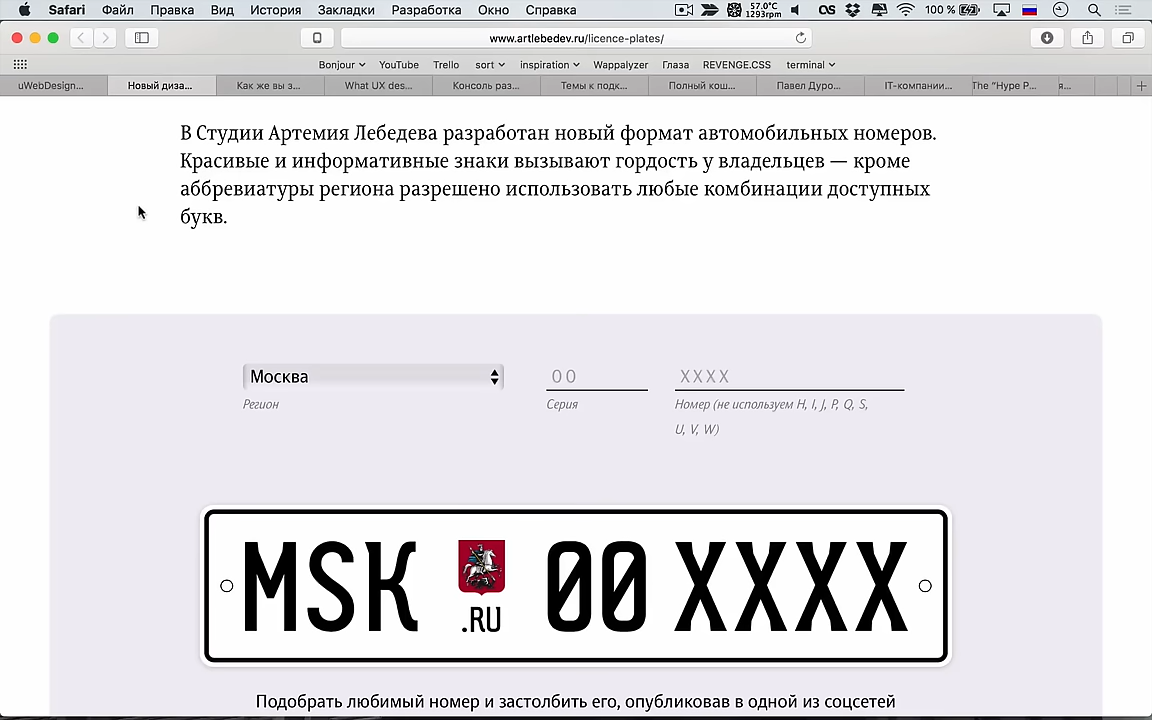 Safari Файл Правка Вид История Закладки Разработка Окно Справка 57.0°C 1293rpm OS 100 %
www.artlebedev.ru/licence-plates/
Bonjour YouTube Trello sort inspiration Wappalyzer Глаза REVENGE.CSS terminal
uWebDesign... Новый диза... Как же вы з... What UX des... Консоль раз... Темы к подк... Полный кош... Павел Дуро... IT-компании... The "Hype P... я...
В Студии Артемия Лебедева разработан новый формат автомобильных номеров.
Красивые и информативные знаки вызывают гордость у владельцев — кроме
аббревиатуры региона разрешено использовать любые комбинации доступных
букв.
Москва 00 XXXX
Регион Серия Номер (не используем H, I, J, P, Q, S,
U, V, W)
MSK 00 XXXX
.RU
Подобрать любимый номер и застолбить его, опубликовав в одной из соцсетей